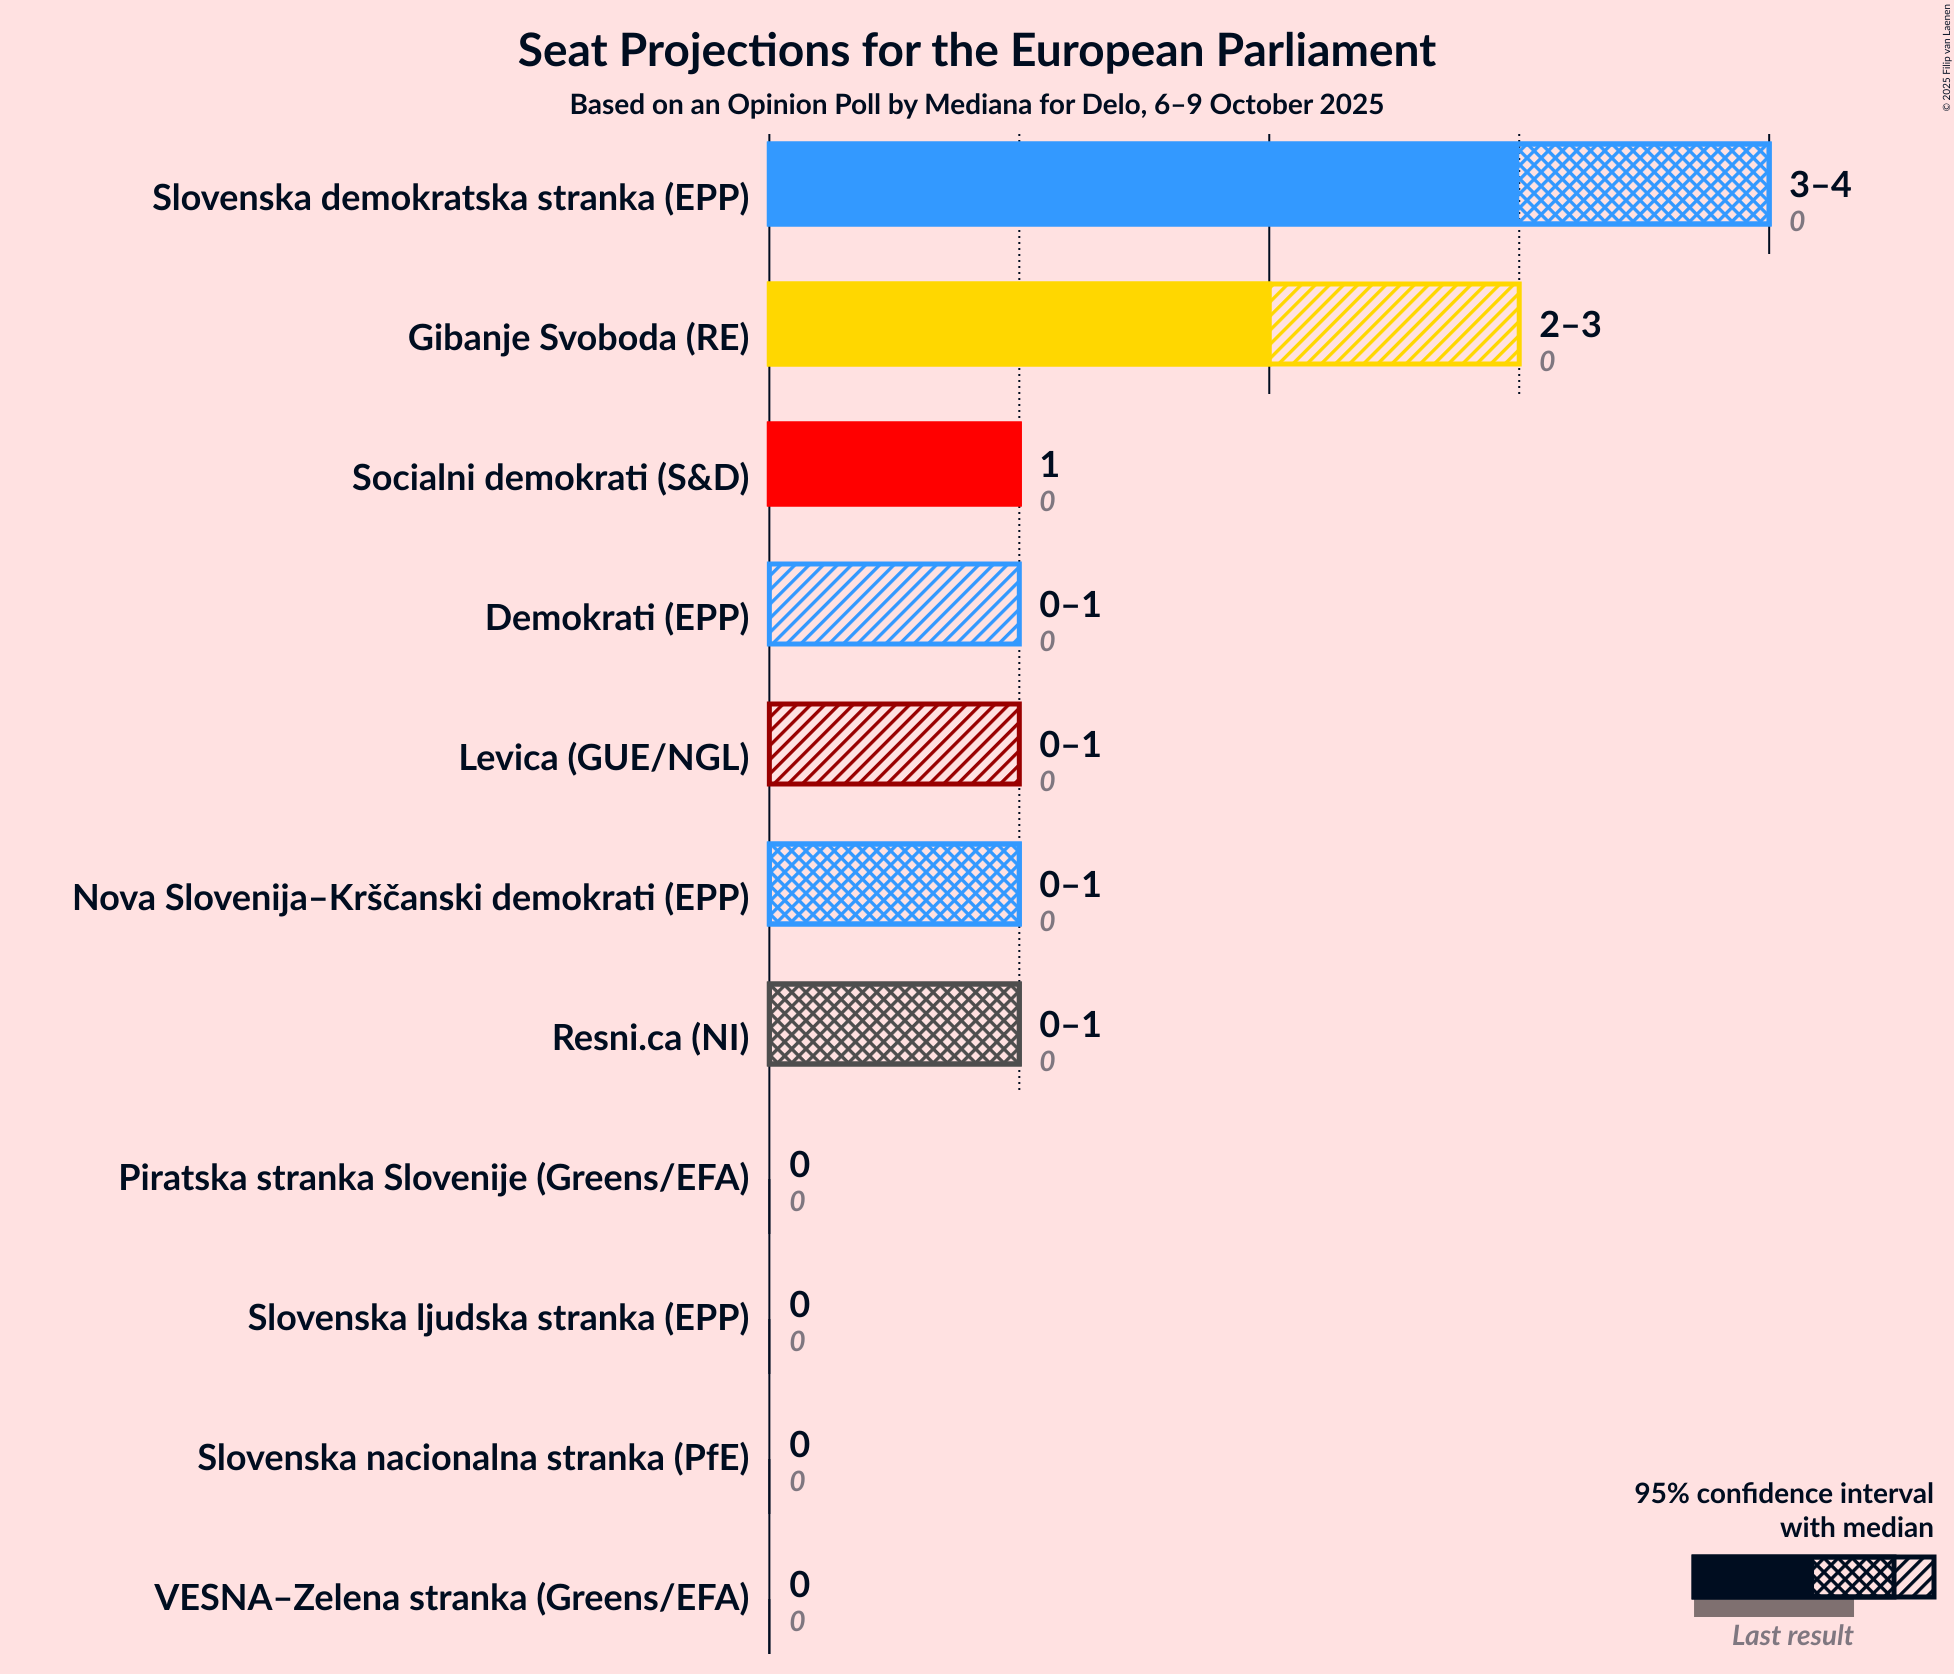 Seat Projections for the European Parliament
Based on an Opinion Poll by Mediana for Delo, 6–9 October 2025
© 2025 Filip van Laenen
Slovenska demokratska stranka (EPP)
3–4
0
Gibanje Svoboda (RE)
2–3
0
Socialni demokrati (S&D)
1
0
Demokrati (EPP)
0–1
0
Levica (GUE/NGL)
0–1
0
Nova Slovenija–Krščanski demokrati (EPP)
0–1
0
Resni.ca (NI)
0–1
0
Piratska stranka Slovenije (Greens/EFA)
0
0
Slovenska ljudska stranka (EPP)
0
0
Slovenska nacionalna stranka (PfE)
0
0
VESNA–Zelena stranka (Greens/EFA)
0
0
95% confidence interval
with median
Last result